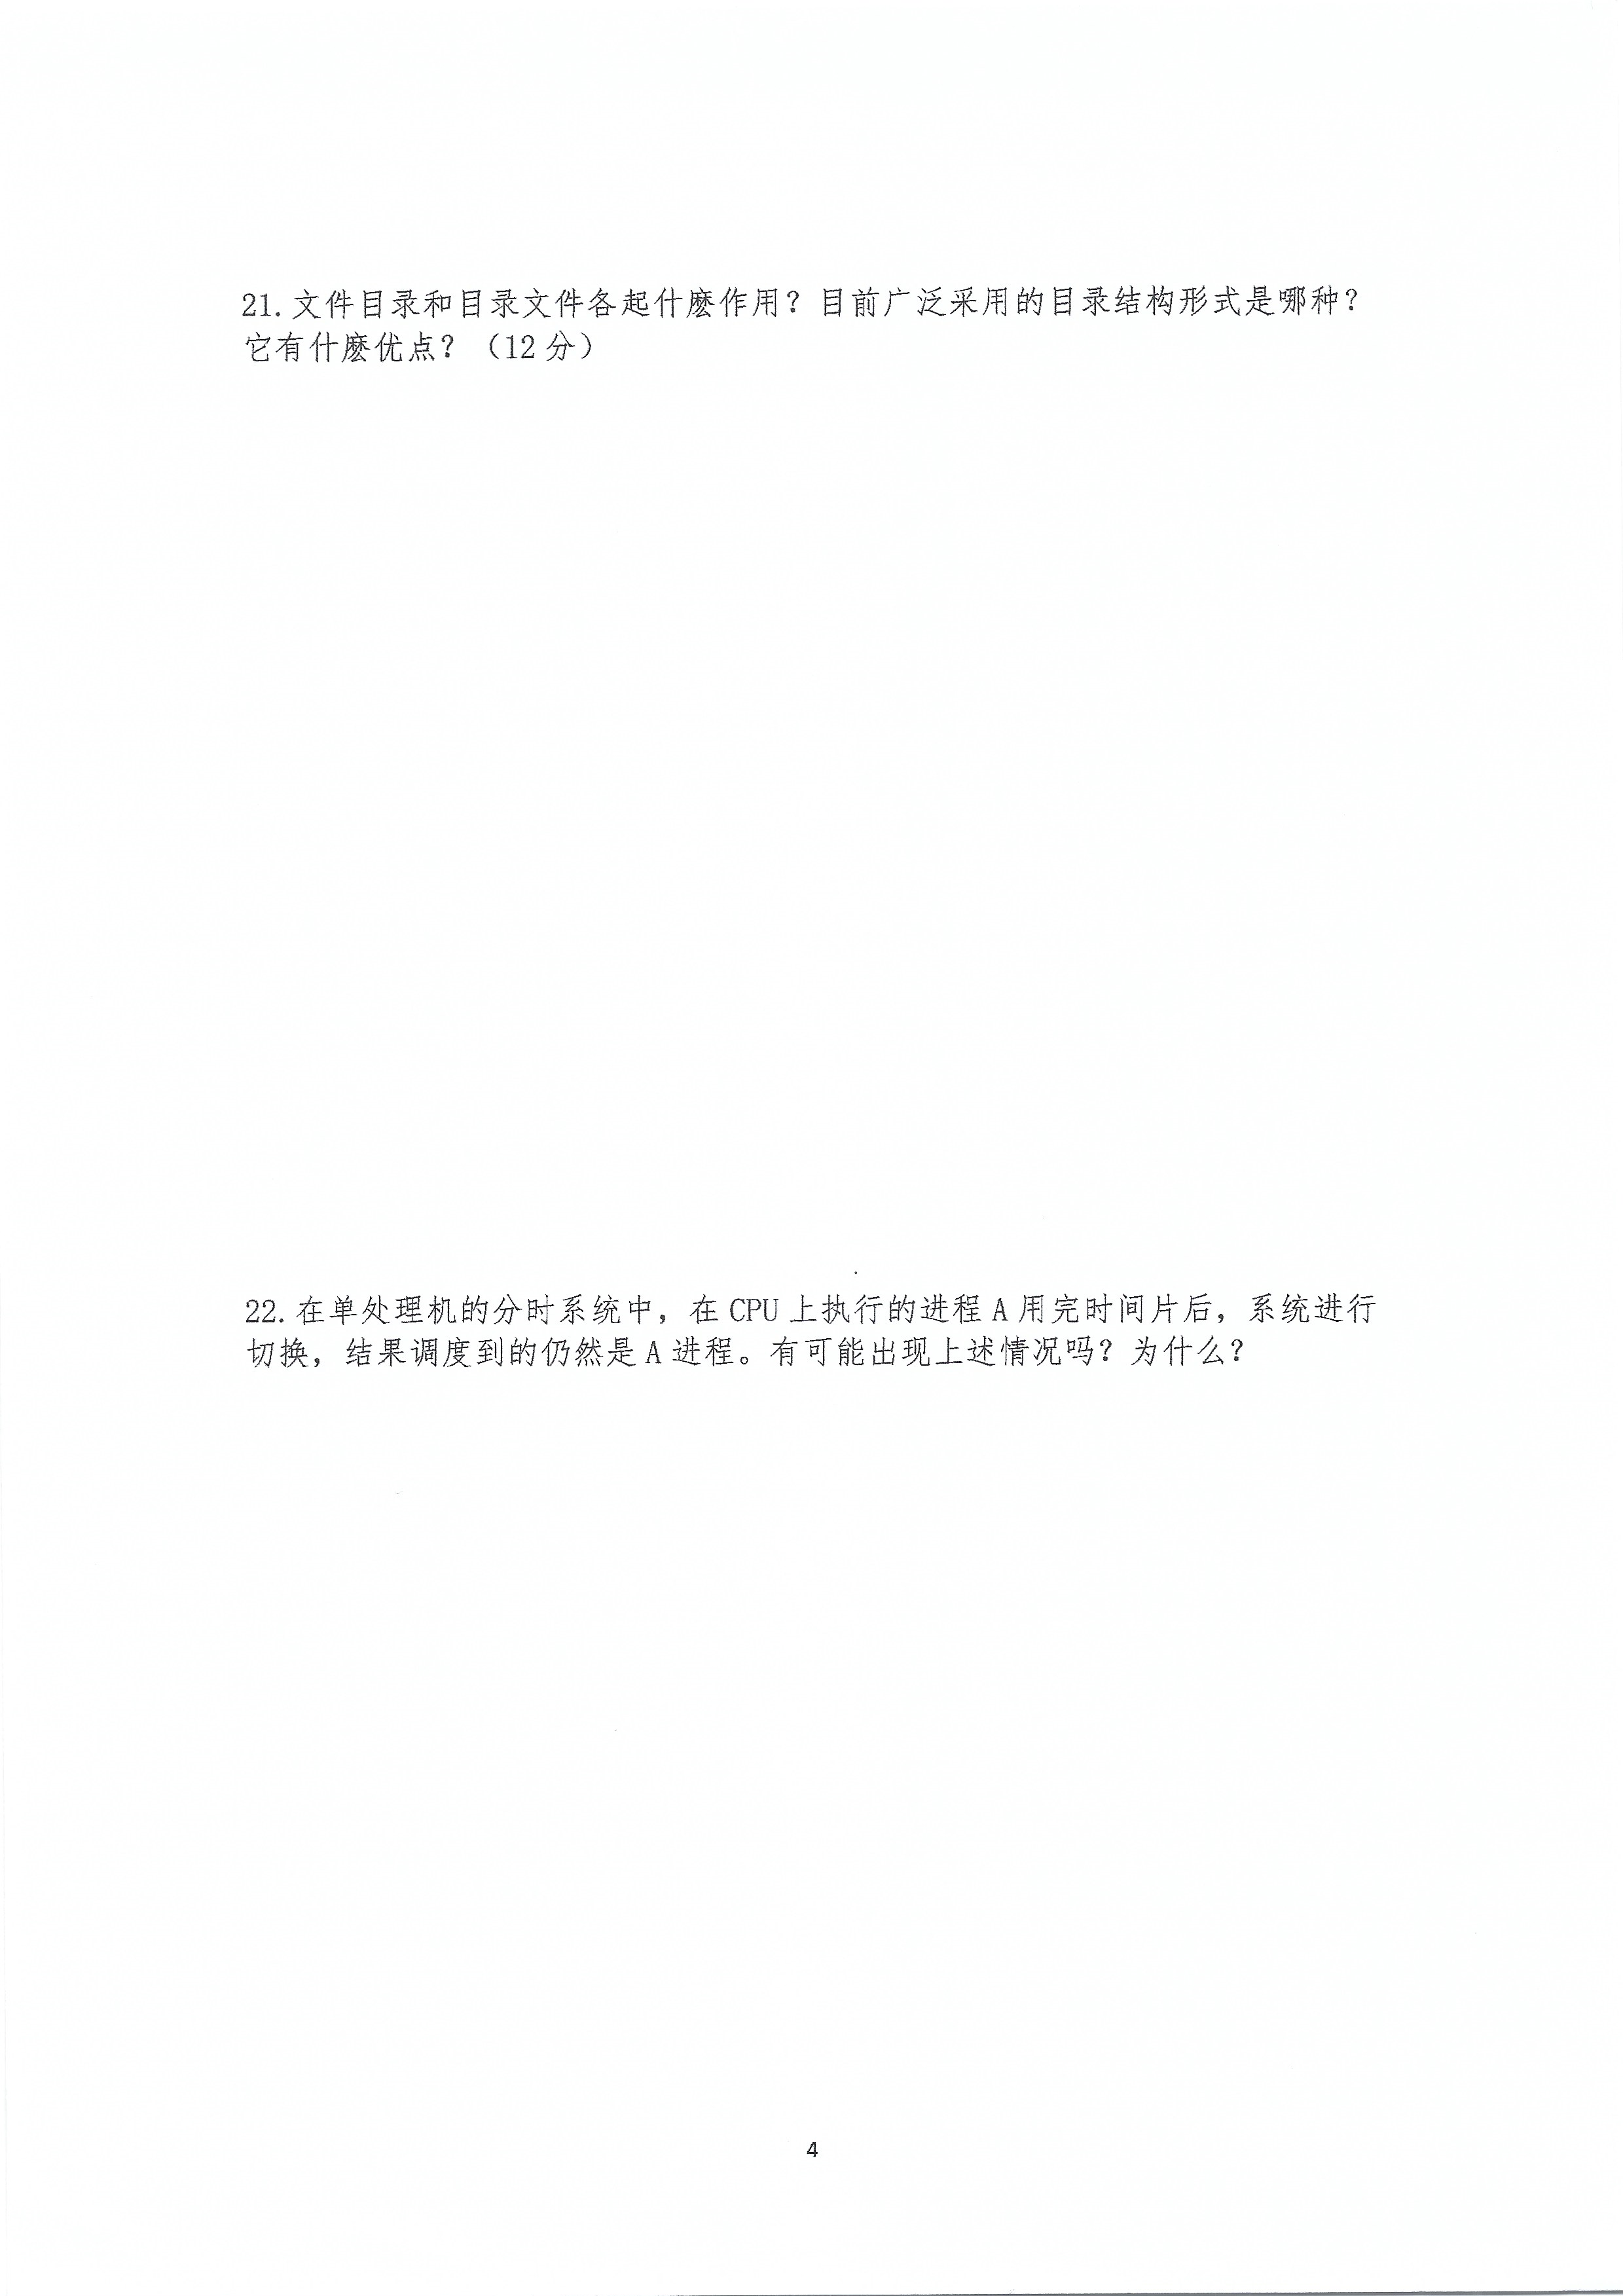 21. 文件目录和目录文件各起什麽作用？目前广泛采用的目录结构形式是哪种？
它有什麽优点？（12 分）
22. 在单处理机的分时系统中，在 CPU 上执行的进程 A 用完时间片后，系统进行
切换，结果调度到的仍然是 A 进程。有可能出现上述情况吗？为什么？
4